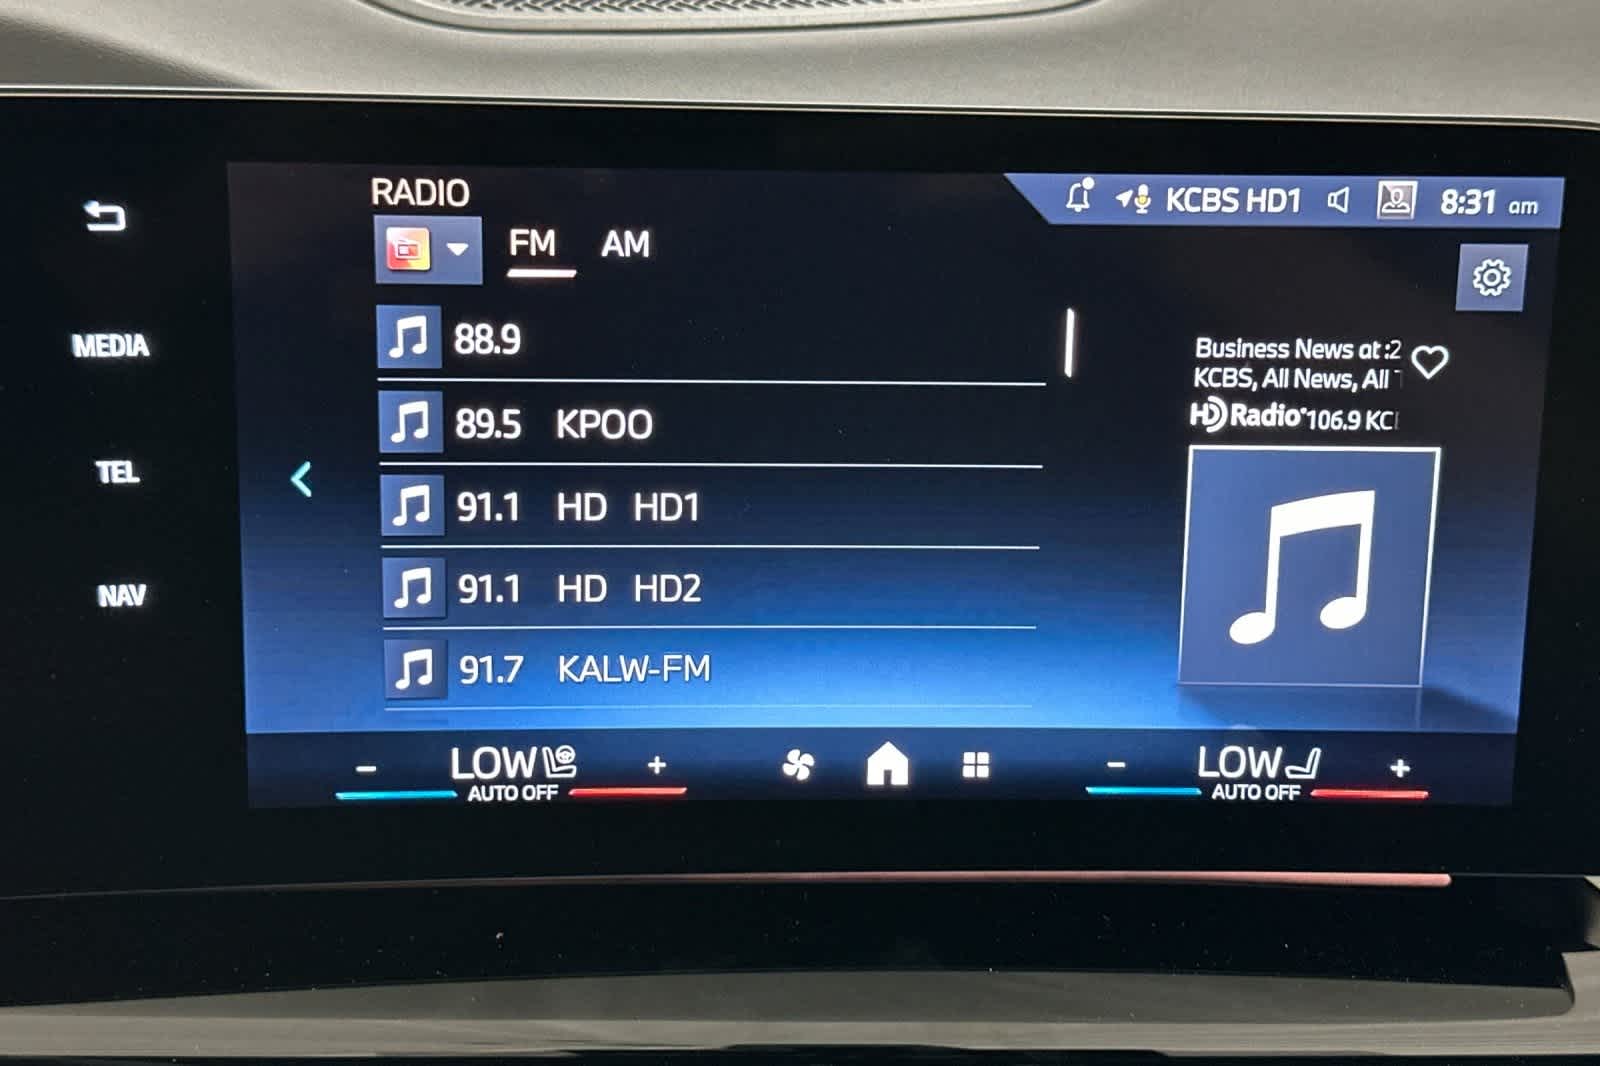 RADIO
KCBS HD1 8:31 am
FM AM
88.9
89.5 KPOO
91.1 HD HD1
91.1 HD HD2
91.7 KALW-FM
Business News at :2
KCBS, All News, All
HD Radio 106.9 KC
MEDIA
TEL
NAV
- LOW +
AUTO OFF
- LOW +
AUTO OFF